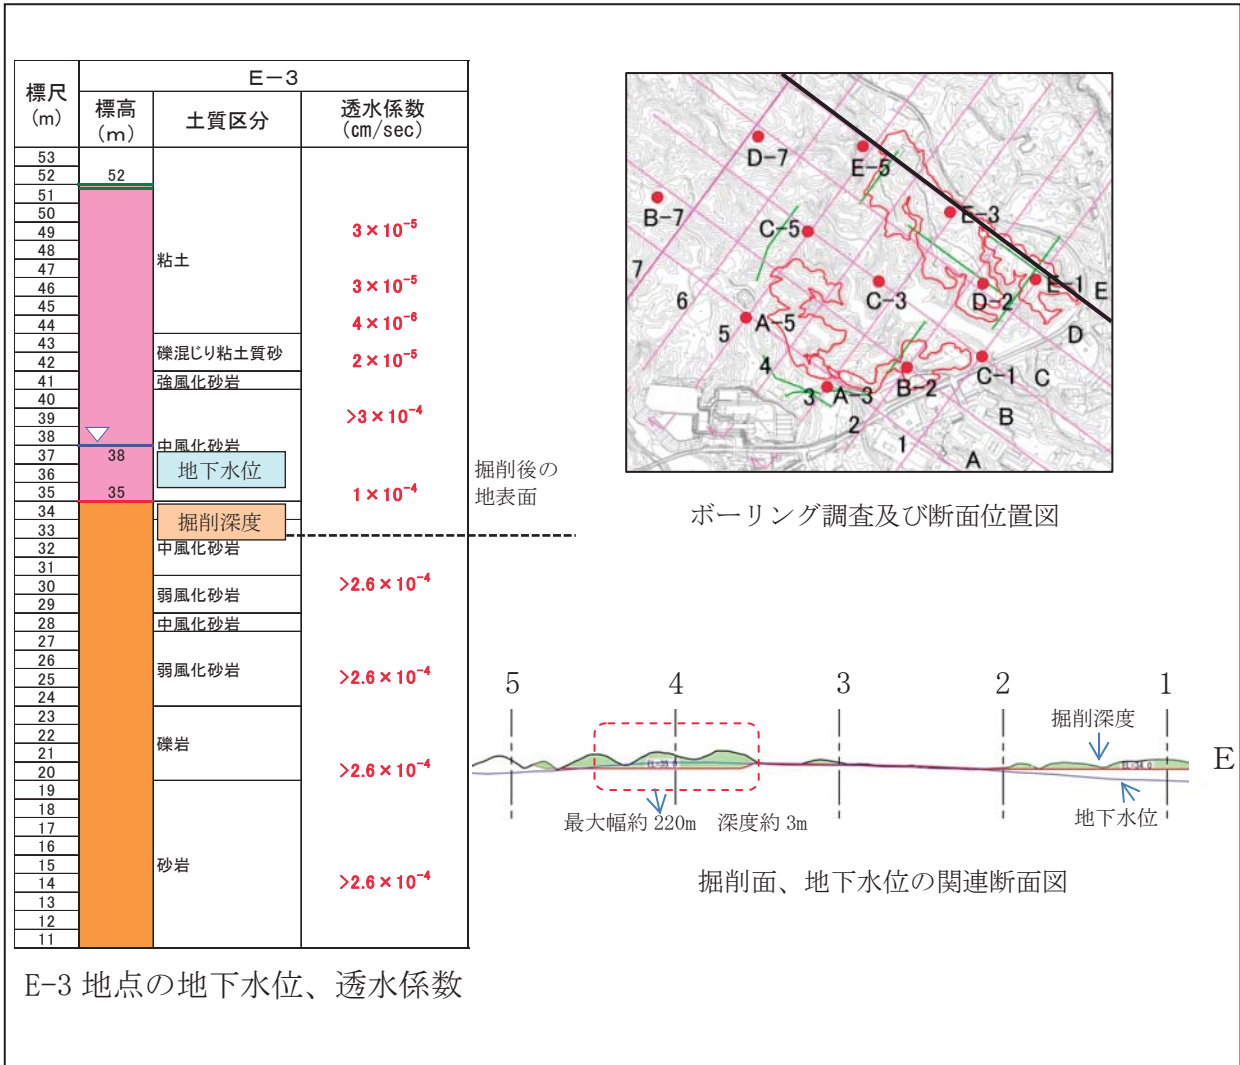 E-3
標尺
(m)
標高
(m)
土質区分
透水係数
(cm/sec)
53
52
51
50
49
48
47
46
45
44
43
42
41
40
39
38
37
36
35
34
33
32
31
30
29
28
27
26
25
24
23
22
21
20
19
18
17
16
15
14
13
12
11
52
38
35
粘土
礫混じり粘土質砂
強風化砂岩
中風化砂岩
地下水位
掘削深度
中風化砂岩
弱風化砂岩
中風化砂岩
弱風化砂岩
礫岩
砂岩
3×10⁻⁵
3×10⁻⁵
4×10⁻⁶
2×10⁻⁵
>3×10⁻⁴
1×10⁻⁴
>2.6×10⁻⁴
>2.6×10⁻⁴
>2.6×10⁻⁴
>2.6×10⁻⁴
掘削後の
地表面
E-3 地点の地下水位、透水係数
D-7
E-5
B-7
E-3
C-5
7
C-3
E-1
E
6
D-2
A-5
5
D
4
C-1
C
B-2
3
A-3
B
2
1
A
ボーリング調査及び断面位置図
5
4
3
2
1
掘削深度
E
EL=35.0
EL=34.0
最大幅約 220m 深度約 3m
地下水位
掘削面、地下水位の関連断面図